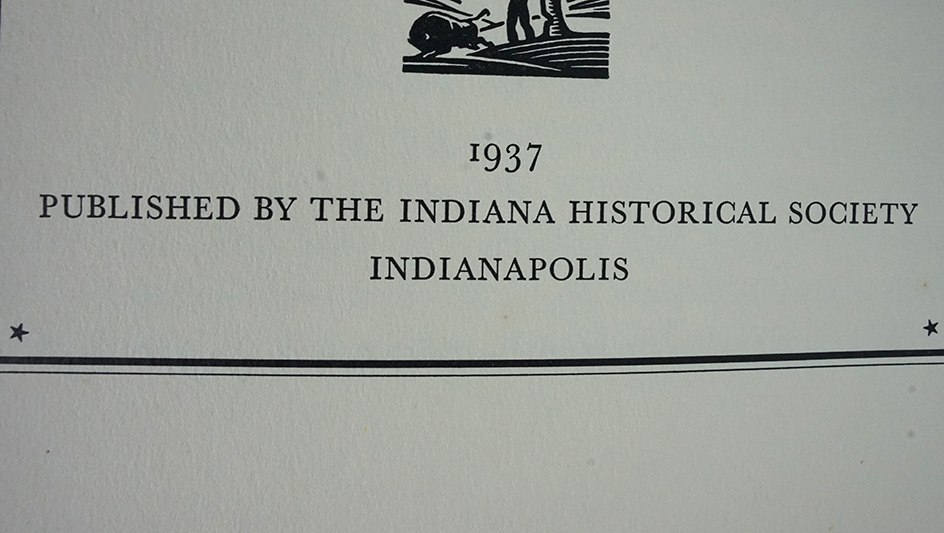 1937
PUBLISHED BY THE INDIANA HISTORICAL SOCIETY
INDIANAPOLIS